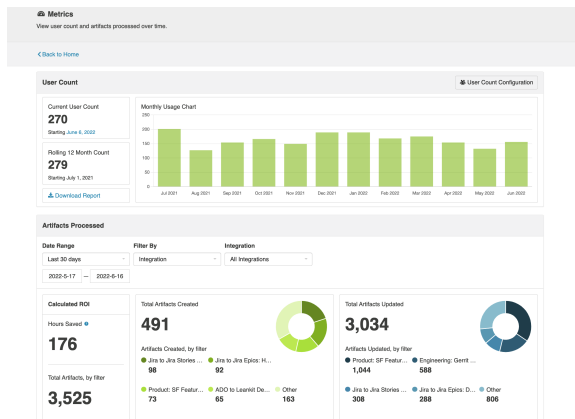 Metrics
View user count and artifacts processed over time.
Back to Home
User Count
User Count Configuration
Current User Count
270
Starting June 6, 2022
Rolling 12 Month Count
279
Starting July 1, 2021
Download Report
Monthly Usage Chart
250
200
150
100
50
0
Jul 2021 Aug 2021 Sep 2021 Oct 2021 Nov 2021 Dec 2021 Jan 2022 Feb 2022 Mar 2022 Apr 2022 May 2022 Jun 2022
Artifacts Processed
Date Range Filter By Integration
Last 30 days Integration All Integrations
2022-5-17 — 2022-6-16
Calculated ROI
Hours Saved
176
Total Artifacts, by filter
3,525
Total Artifacts Created
491
Artifacts Created, by filter
Jira to Jira Stories ... Jira to Jira Epics: H...
98 92
Product: SF Featur... ADO to Leankit De... Other
73 65 163
Total Artifacts Updated
3,034
Artifacts Updated, by filter
Product: SF Featur... Engineering: Gerrit ...
1,044 588
Jira to Jira Stories ... Jira to Jira Epics: D... Other
308 288 806